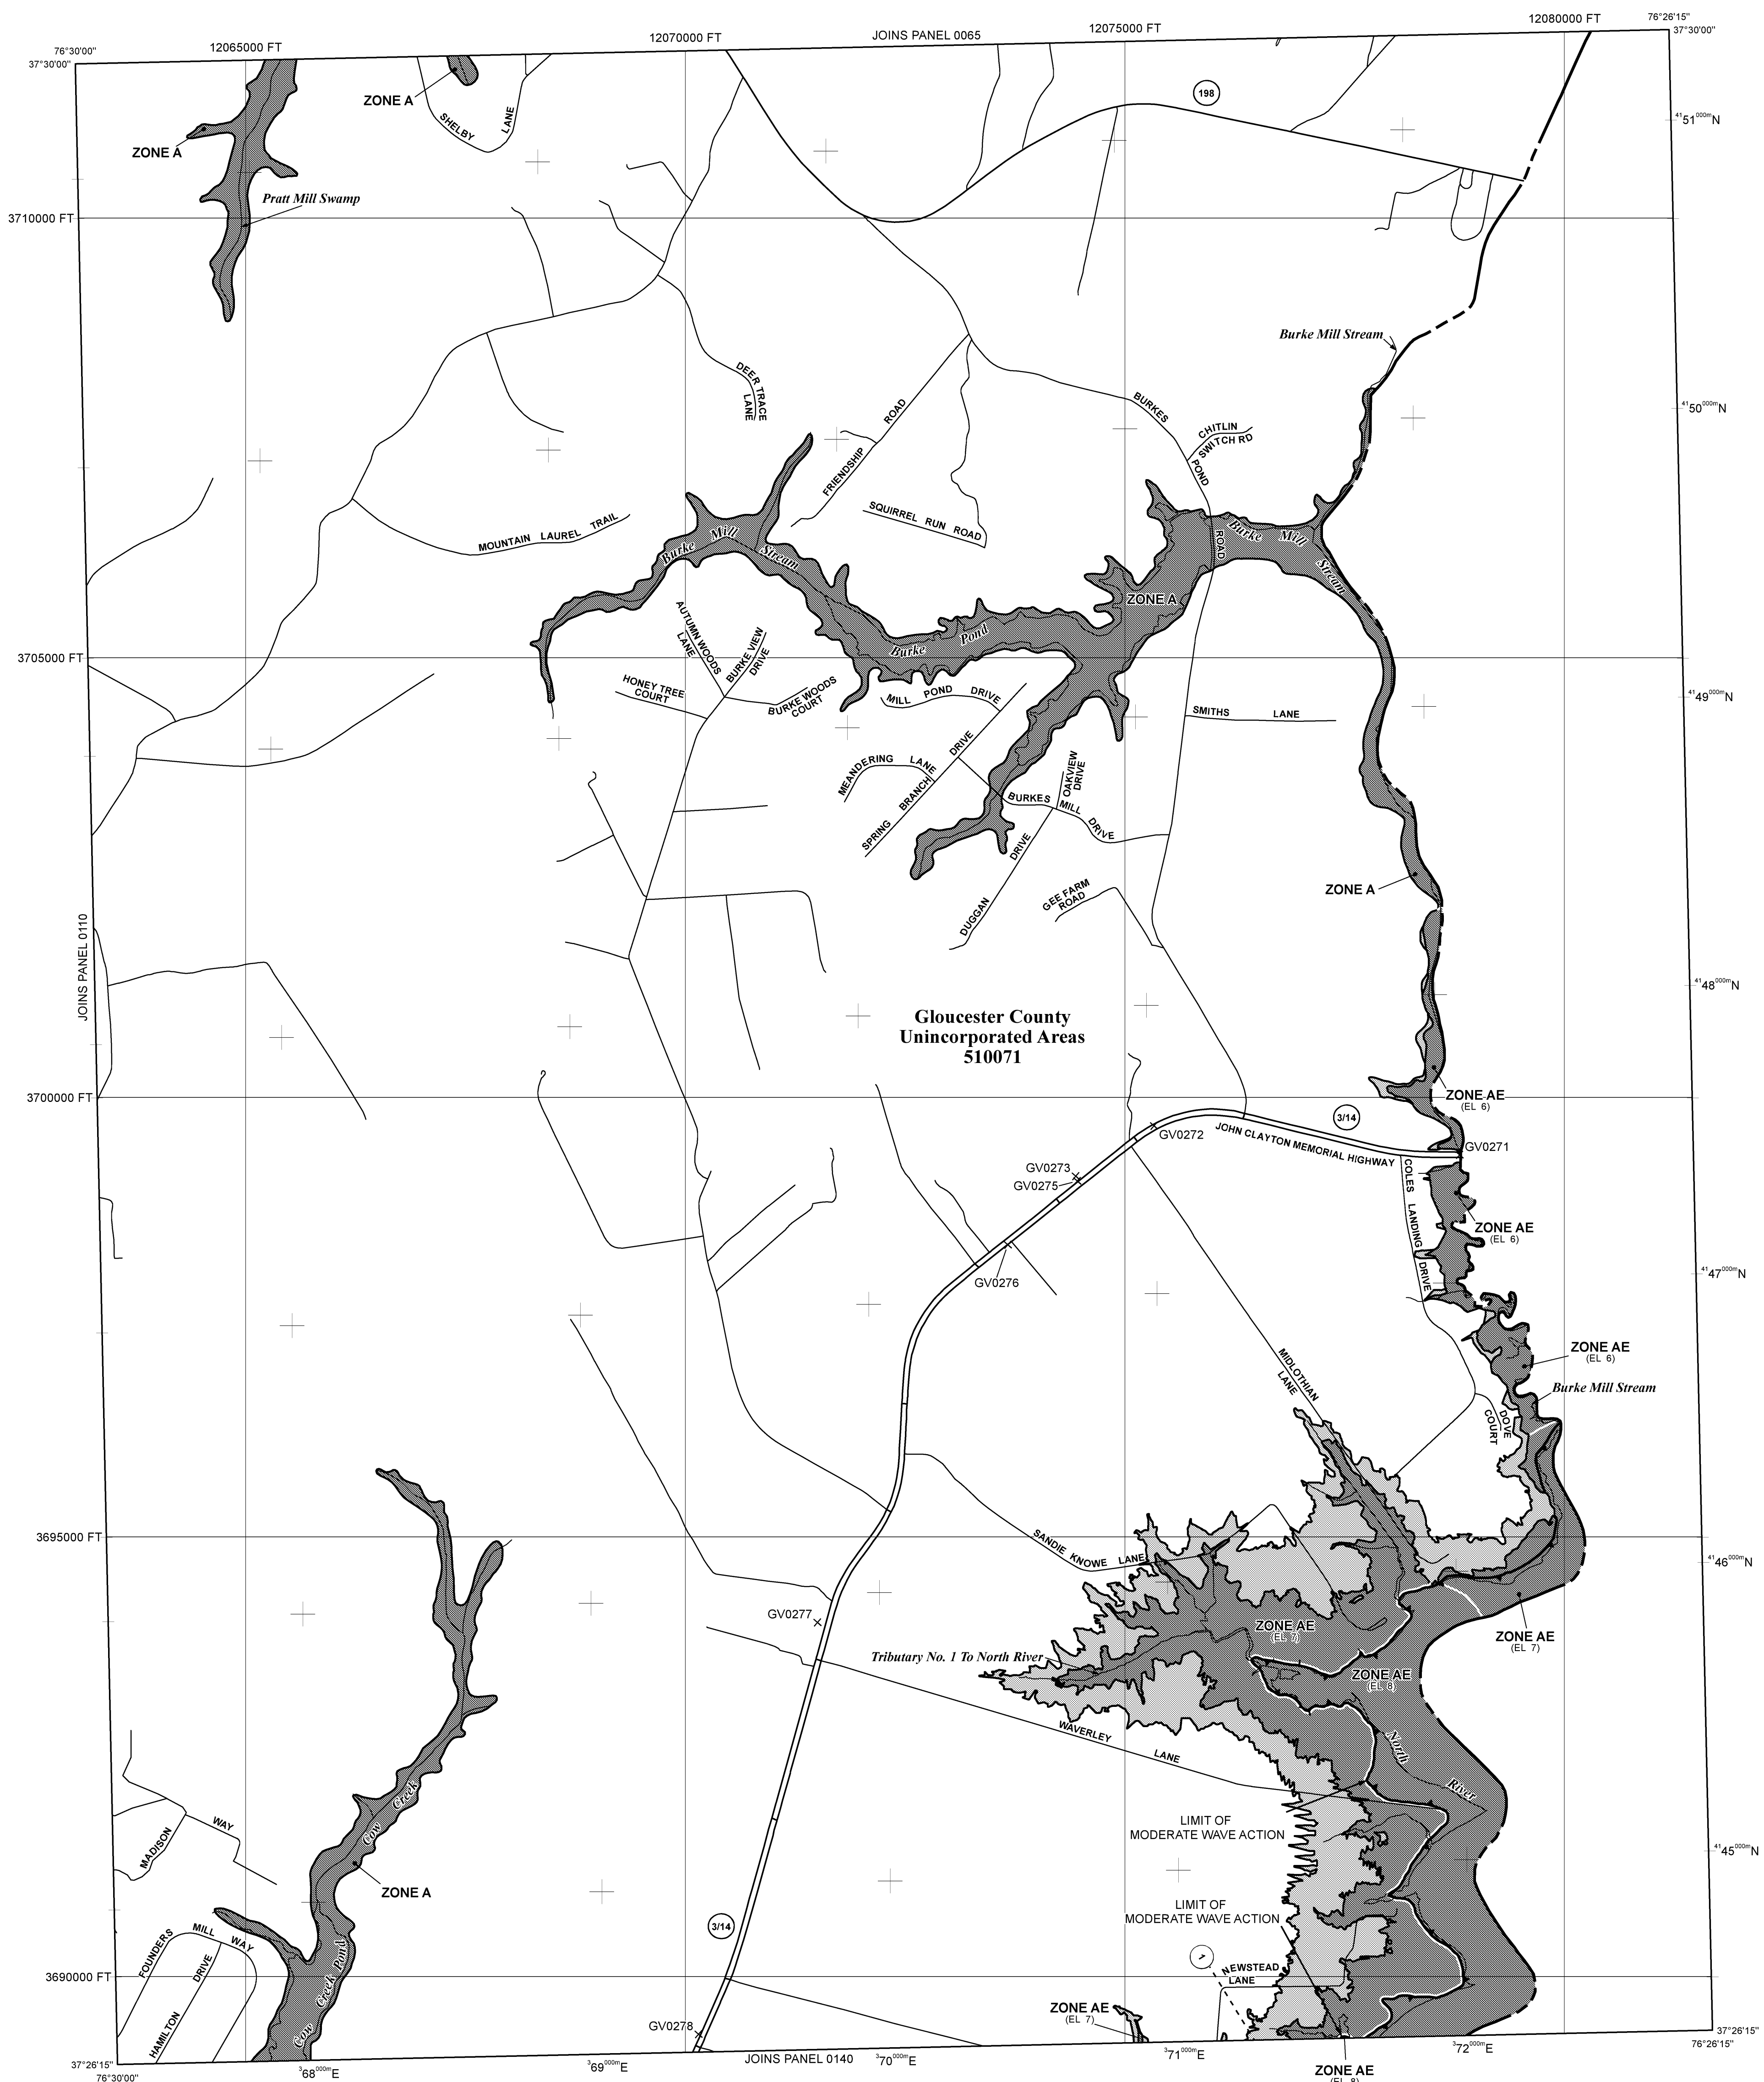 12080000 FT
76°26'15"
37°30'00"
12075000 FT
JOINS PANEL 0065
12070000 FT
12065000 FT
76°30'00"
37°30'00"
198
ZONE A
SHELBY
LANE
41 51 000m N
ZONE A
Pratt Mill Swamp
3710000 FT
Burke Mill Stream
DEER TRACE
LANE
BURKES
POND
ROAD
CHITLIN
SWITCH RD
41 50 000m N
FRIENDSHIP
ROAD
SQUIRREL RUN ROAD
MOUNTAIN LAUREL TRAIL
Burke Mill Stream
Burke Mill Stream
ZONE A
Burke Pond
AUTUMN WOODS
LANE
BURKE VIEW
DRIVE
3705000 FT
HONEY TREE
COURT
BURKE WOODS
COURT
MILL POND DRIVE
41 49 000m N
SMITHS LANE
MEANDERING LANE
SPRING BRANCH DRIVE
OAKVIEW
DRIVE
BURKES MILL DRIVE
DUGGAN DRIVE
GEE FARM
ROAD
ZONE A
JOINS PANEL 0110
41 48 000m N
Gloucester County
Unincorporated Areas
510071
3700000 FT
ZONE AE
(EL 6)
3/14
GV0272
JOHN CLAYTON MEMORIAL HIGHWAY
GV0271
GV0273
GV0275
COLES LANDING DRIVE
ZONE AE
(EL 6)
GV0276
41 47 000m N
ZONE AE
(EL 6)
MIDLOTHIAN
LANE
Burke Mill Stream
DOVE
COURT
3695000 FT
SANDIE KNOWE LANE
41 46 000m N
GV0277
ZONE AE
(EL 7)
ZONE AE
(EL 7)
Tributary No. 1 To North River
ZONE AE
(EL 8)
WAVERLEY LANE
North River
LIMIT OF
MODERATE WAVE ACTION
41 45 000m N
MADISON
WAY
Cow Creek
ZONE A
LIMIT OF
MODERATE WAVE ACTION
3/14
FOUNDERS
MILL WAY
HAMILTON DRIVE
Cow Creek Pond
1
NEWSTEAD
LANE
3690000 FT
ZONE AE
(EL 7)
GV0278
37°26'15"
76°30'00"
3 68 000m E
3 69 000m E
JOINS PANEL 0140
3 70 000m E
3 71 000m E
3 72 000m E
37°26'15"
76°26'15"
ZONE AE
(EL 8)